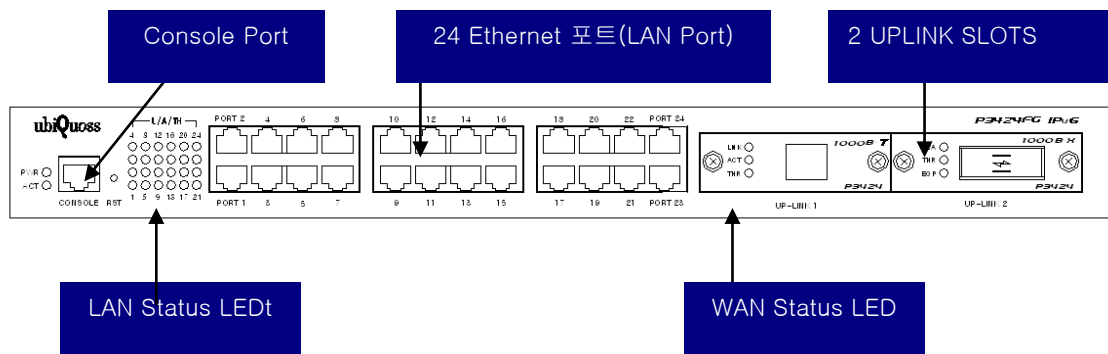 Console Port
24 Ethernet 포트(LAN Port)
2 UPLINK SLOTS
ubiQuoss
L/A/TH
4 8 12 16 20 24
PORT 2 4 6 8
10 12 14 16
18 20 22 PORT 24
P3424FG IPv6
PWR
ACT
CONSOLE RST
1 5 9 13 17 21
PORT 1 3 5 7
9 11 13 15
17 19 21 PORT 23
LNK
ACT
THR
1000B T
P3424
UP-LINK 1
THR
1000B X
P3424
UP-LINK 2
LAN Status LEDt
WAN Status LED